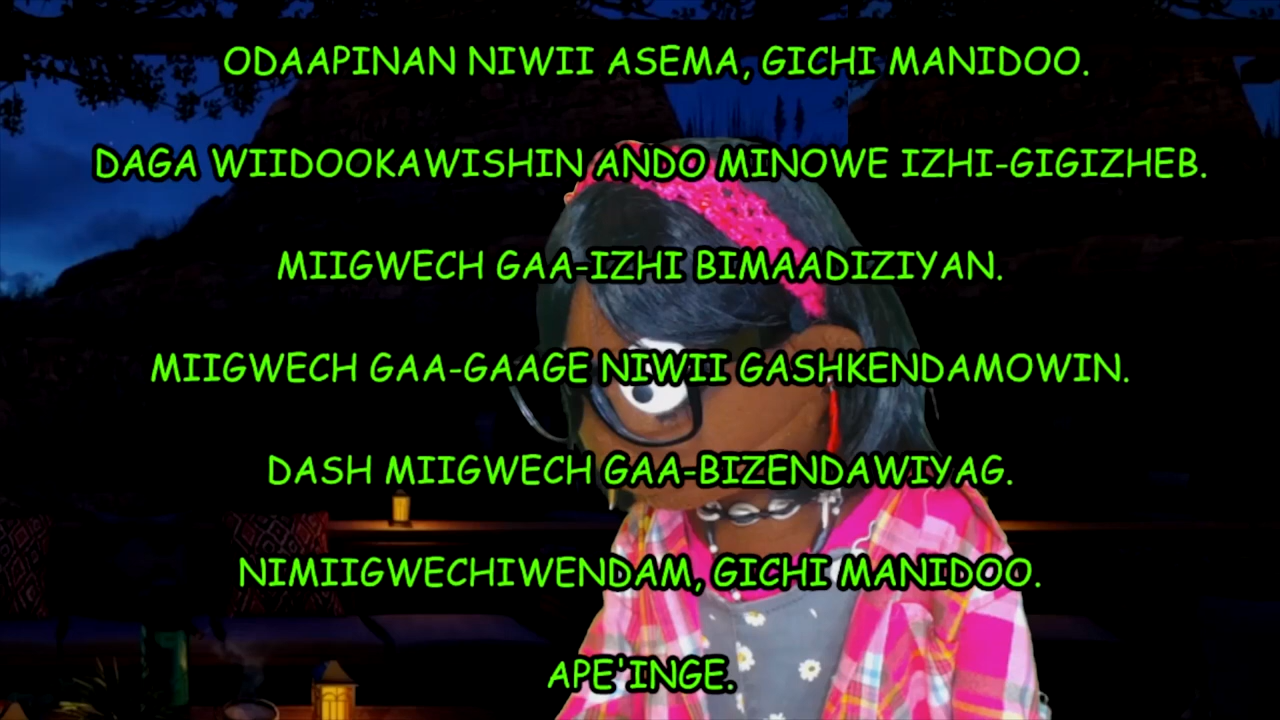 ODAAPINAN NIWII ASEMA, GICHI MANIDOO.
DAGA WIIDOOKAWISHIN ANDO MINOWE IZHI-GIGIZHEB.
MIIGWECH GAA-IZHI BIMAADIZIYAN.
MIIGWECH GAA-GAAGE NIWII GASHKENDAMOWIN.
DASH MIIGWECH GAA-BIZENDAWIYAG.
NIMIIGWECHIWENDAM, GICHI MANIDOO.
APE'INGE.